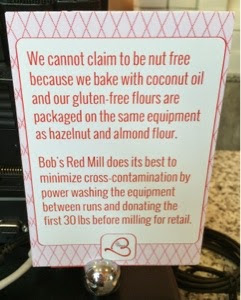 We cannot claim to be nut free
because we bake with coconut oil
and our gluten-free flours are
packaged on the same equipment
as hazelnut and almond flour.
Bob's Red Mill does its best to
minimize cross-contamination by
power washing the equipment
between runs and donating the
first 30 lbs before milling for retail.